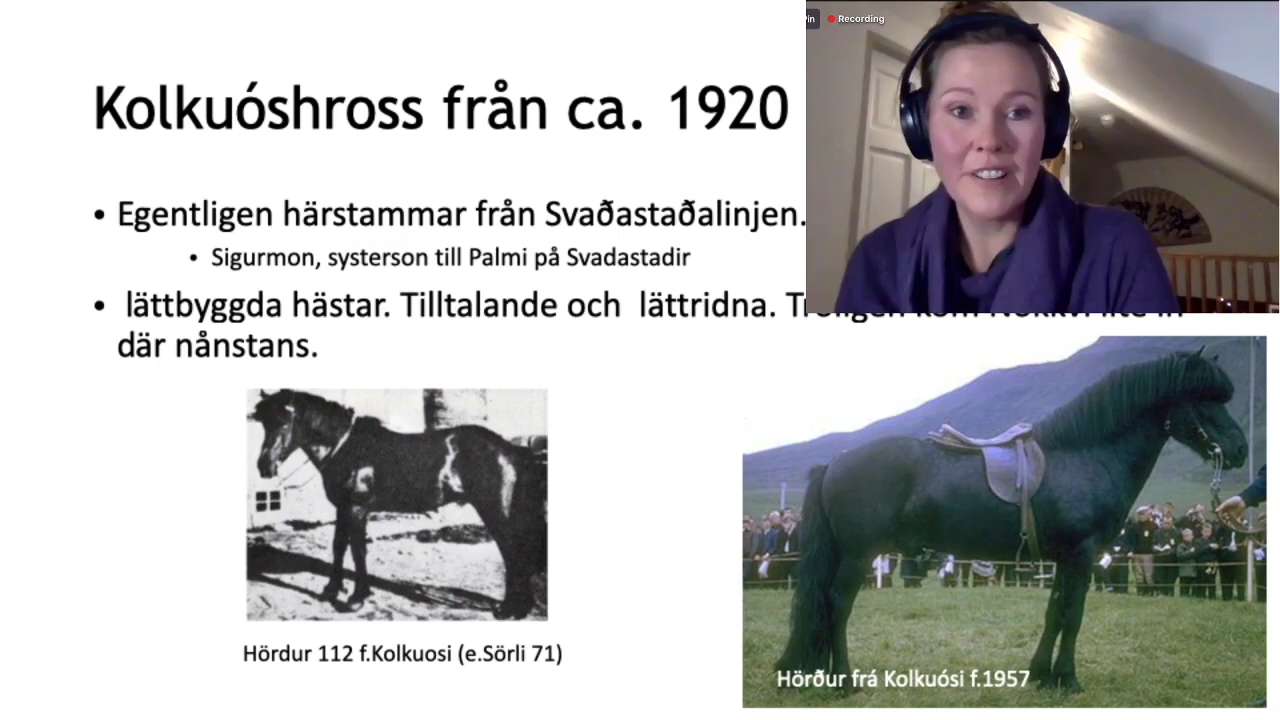 Recording
Kolkuóshross från ca. 1920
• Egentligen härstammar från Svaðastaðalinjen.
• Sigurmon, systerson till Palmi på Svadastadir
• lättbyggda hästar. Tilltalande och lättridna.
där nånstans.
Hördur 112 f.Kolkuosi (e.Sörli 71)
Hörður frá Kolkuósi f.1957